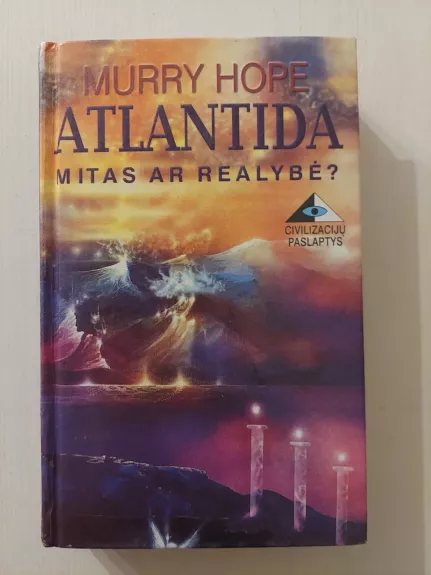 MURRY HOPE
ATLANTIDA
MITAS AR REALYBĖ?
CIVILIZACIJŲ
PASLAPTYS